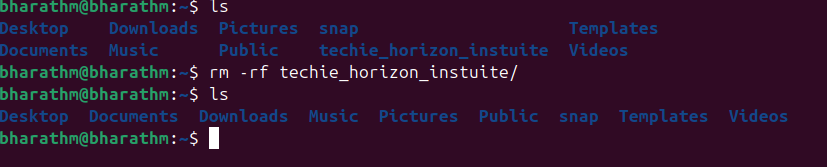 bharathm@bharathm:~$ ls
Desktop Downloads Pictures snap Templates
Documents Music Public techie_horizon_instuite Videos
bharathm@bharathm:~$ rm -rf techie_horizon_instuite/
bharathm@bharathm:~$ ls
Desktop Documents Downloads Music Pictures Public snap Templates Videos
bharathm@bharathm:~$